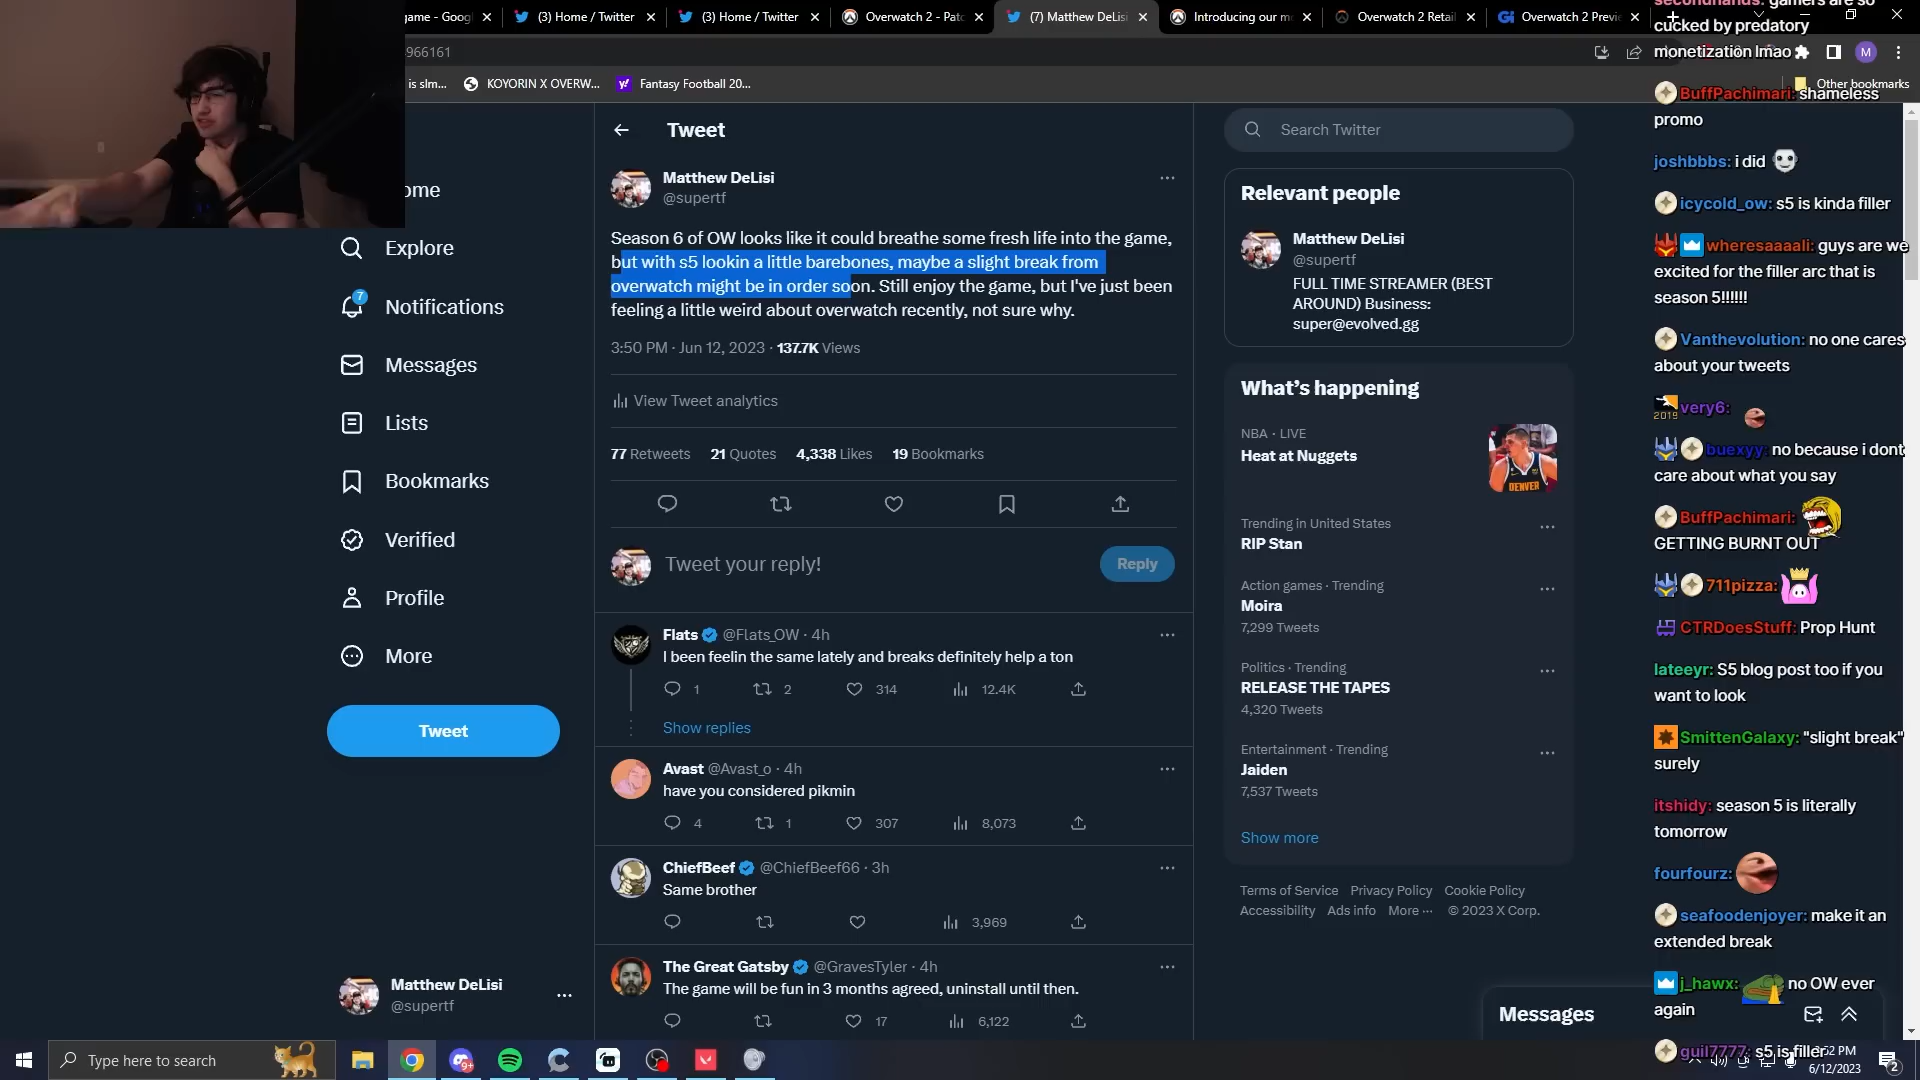 game - Goog
(3) Home / Twitter
(3) Home / Twitter
Overwatch 2 - Patc
(7) Matthew DeLisi
Introducing our m
Overwatch 2 Retail
Overwatch 2 Previe
966161
M
is slm...
KOYORIN X OVERW...
Fantasy Football 20...
Other bookmarks
ome
Explore
7
Notifications
Messages
Lists
Bookmarks
Verified
Profile
More
Tweet
Matthew DeLisi
@supertf
Tweet
Matthew DeLisi
@supertf
Season 6 of OW looks like it could breathe some fresh life into the game,
but with s5 lookin a little barebones, maybe a slight break from
overwatch might be in order soon. Still enjoy the game, but I've just been
feeling a little weird about overwatch recently, not sure why.
3:50 PM · Jun 12, 2023 · 137.7K Views
View Tweet analytics
77 Retweets 21 Quotes 4,338 Likes 19 Bookmarks
Tweet your reply!
Reply
Flats @Flats_OW · 4h
I been feelin the same lately and breaks definitely help a ton
1 2 314 12.4K
Show replies
Avast @Avast_o · 4h
have you considered pikmin
4 1 307 8,073
ChiefBeef @ChiefBeef66 · 3h
Same brother
3,969
The Great Gatsby @GravesTyler · 4h
The game will be fun in 3 months agreed, uninstall until then.
17 6,122
Search Twitter
Relevant people
Matthew DeLisi
@supertf
FULL TIME STREAMER (BEST
AROUND) Business:
super@evolved.gg
What's happening
NBA · LIVE
Heat at Nuggets
DENVER
Trending in United States
RIP Stan
Action games · Trending
Moira
7,299 Tweets
Politics · Trending
RELEASE THE TAPES
4,320 Tweets
Entertainment · Trending
Jaiden
7,537 Tweets
Show more
Terms of Service Privacy Policy Cookie Policy
Accessibility Ads info More ··· © 2023 X Corp.
Messages
secondhands: gamers are so
cucked by predatory
monetization lmao
BuffPachimari: shameless
promo
joshbbbs: i did
icycold_ow: s5 is kinda filler
wheresaaaali: guys are we
excited for the filler arc that is
season 5!!!!!!
Vanthevolution: no one cares
about your tweets
2019 very6:
buexyy: no because i dont
care about what you say
BuffPachimari:
GETTING BURNT OUT
711pizza:
CTRDoesStuff: Prop Hunt
lateeyr: S5 blog post too if you
want to look
SmittenGalaxy: "slight break"
surely
itshidy: season 5 is literally
tomorrow
fourfourz:
seafoodenjoyer: make it an
extended break
j_hawx: no OW ever
again
guil7777: s5 is filler
Type here to search
9+
:52 PM
6/12/2023
2